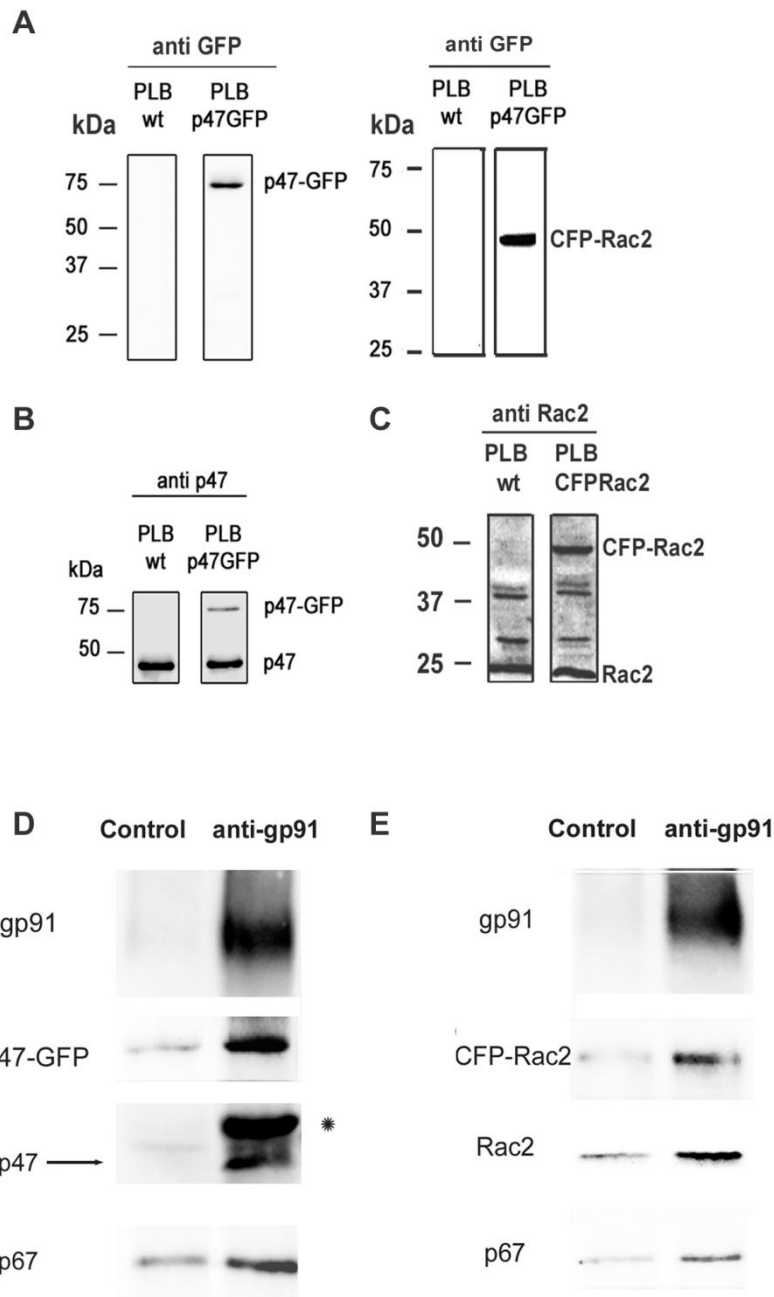 A
anti GFP
PLB wt
PLB p47GFP
kDa
75
50
37
25
p47-GFP
anti GFP
PLB wt
PLB p47GFP
kDa
75
50
37
25
CFP-Rac2
B
anti p47
PLB wt
PLB p47GFP
kDa
75
50
p47-GFP
p47
C
anti Rac2
PLB wt
PLB CFPRac2
50
37
25
CFP-Rac2
Rac2
D
Control anti-gp91
gp91
47-GFP
*
p47
p67
E
Control anti-gp91
gp91
CFP-Rac2
Rac2
p67